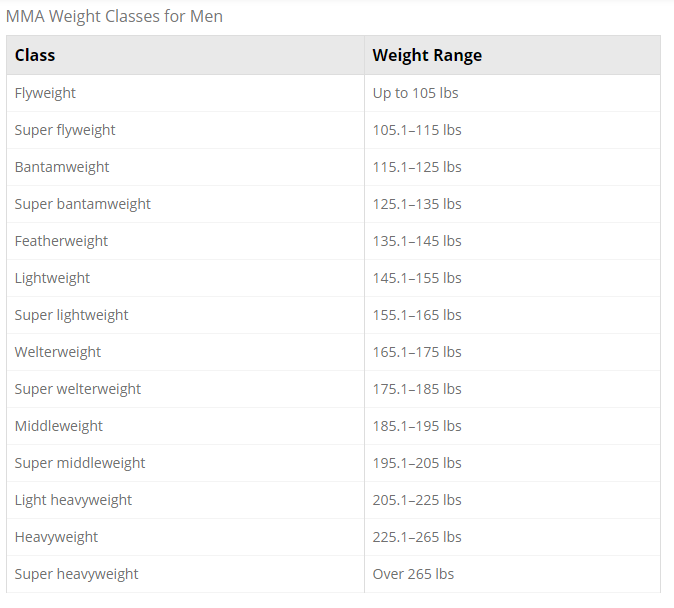 MMA Weight Classes for Men
Class Weight Range
Flyweight Up to 105 lbs
Super flyweight 105.1–115 lbs
Bantamweight 115.1–125 lbs
Super bantamweight 125.1–135 lbs
Featherweight 135.1–145 lbs
Lightweight 145.1–155 lbs
Super lightweight 155.1–165 lbs
Welterweight 165.1–175 lbs
Super welterweight 175.1–185 lbs
Middleweight 185.1–195 lbs
Super middleweight 195.1–205 lbs
Light heavyweight 205.1–225 lbs
Heavyweight 225.1–265 lbs
Super heavyweight Over 265 lbs